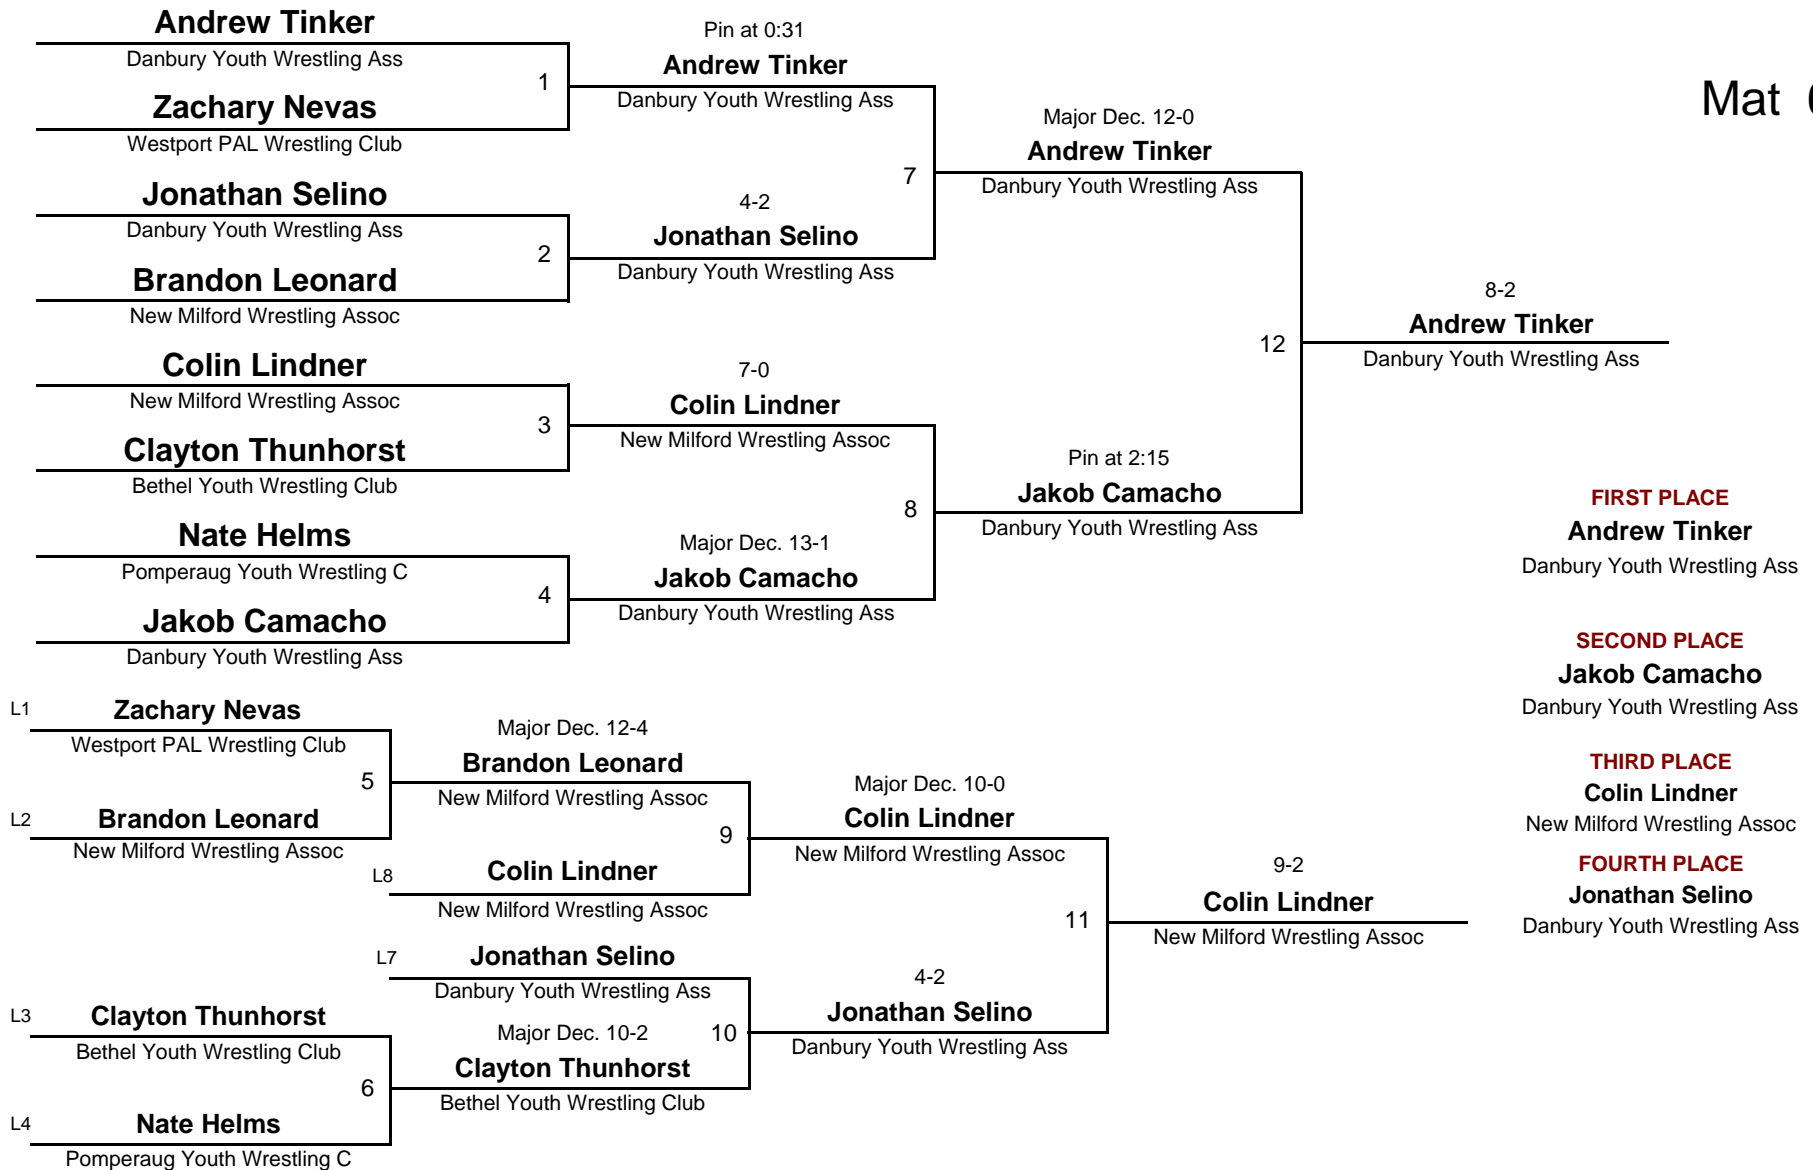 Andrew Tinker
Danbury Youth Wrestling Ass
1
Zachary Nevas
Westport PAL Wrestling Club
Jonathan Selino
Danbury Youth Wrestling Ass
2
Brandon Leonard
New Milford Wrestling Assoc
Colin Lindner
New Milford Wrestling Assoc
3
Clayton Thunhorst
Bethel Youth Wrestling Club
Nate Helms
Pomperaug Youth Wrestling C
4
Jakob Camacho
Danbury Youth Wrestling Ass
Pin at 0:31
Andrew Tinker
Danbury Youth Wrestling Ass
7
4-2
Jonathan Selino
Danbury Youth Wrestling Ass
7-0
Colin Lindner
New Milford Wrestling Assoc
8
Major Dec. 13-1
Jakob Camacho
Danbury Youth Wrestling Ass
Major Dec. 12-0
Andrew Tinker
Danbury Youth Wrestling Ass
12
Pin at 2:15
Jakob Camacho
Danbury Youth Wrestling Ass
8-2
Andrew Tinker
Danbury Youth Wrestling Ass
Mat
FIRST PLACE
Andrew Tinker
Danbury Youth Wrestling Ass
SECOND PLACE
Jakob Camacho
Danbury Youth Wrestling Ass
THIRD PLACE
Colin Lindner
New Milford Wrestling Assoc
FOURTH PLACE
Jonathan Selino
Danbury Youth Wrestling Ass
L1 Zachary Nevas
Westport PAL Wrestling Club
5
L2 Brandon Leonard
New Milford Wrestling Assoc
L3 Clayton Thunhorst
Bethel Youth Wrestling Club
6
L4 Nate Helms
Pomperaug Youth Wrestling C
Major Dec. 12-4
Brandon Leonard
New Milford Wrestling Assoc
9
L8 Colin Lindner
New Milford Wrestling Assoc
L7 Jonathan Selino
Danbury Youth Wrestling Ass
Major Dec. 10-2 10
Clayton Thunhorst
Bethel Youth Wrestling Club
Major Dec. 10-0
Colin Lindner
New Milford Wrestling Assoc
11
4-2
Jonathan Selino
Danbury Youth Wrestling Ass
9-2
Colin Lindner
New Milford Wrestling Assoc